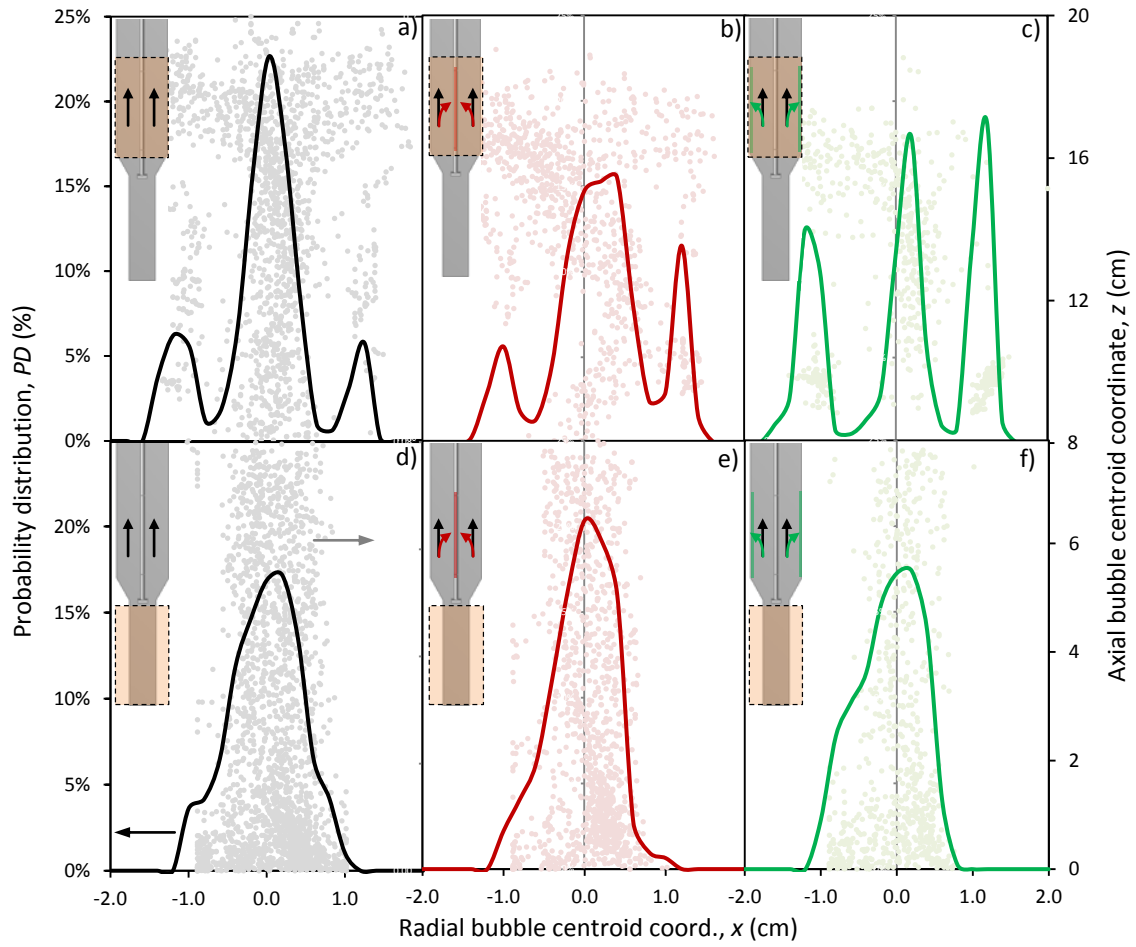 25%
20%
15%
10%
5%
0%
20%
15%
10%
5%
0%
a)
b)
c)
d)
e)
f)
20
16
12
8
6
4
2
0
Probability distribution, PD (%)
Axial bubble centroid coordinate, z (cm)
-2.0 -1.0 0.0 1.0 -2.0 -1.0 0.0 1.0 -2.0 -1.0 0.0 1.0 2.0
Radial bubble centroid coord., x (cm)